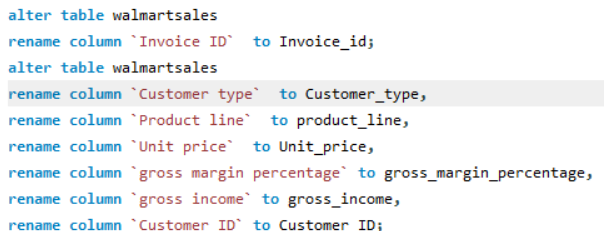 alter table walmartsales
rename column `Invoice ID`  to Invoice_id;
alter table walmartsales
rename column `Customer type`  to Customer_type,
rename column `Product line`  to product_line,
rename column `Unit price`  to Unit_price,
rename column `gross margin percentage` to gross_margin_percentage,
rename column `gross income` to gross_income,
rename column `Customer ID` to Customer_ID;